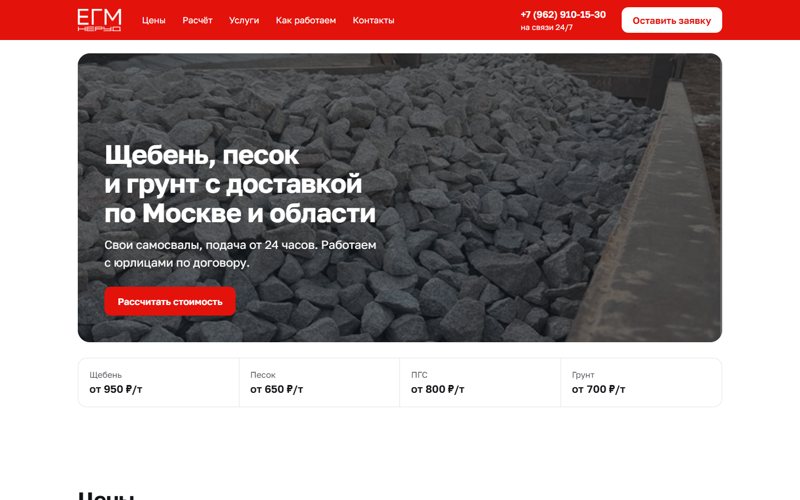 ЕГМ
НЕРУД
Цены
Расчёт
Услуги
Как работаем
Контакты
+7 (962) 910-15-30
на связи 24/7
Оставить заявку
Щебень, песок
и грунт с доставкой
по Москве и области
Свои самосвалы, подача от 24 часов. Работаем
с юрлицами по договору.
Рассчитать стоимость
Щебень
от 950 ₽/т
Песок
от 650 ₽/т
ПГС
от 800 ₽/т
Грунт
от 700 ₽/т
Цены